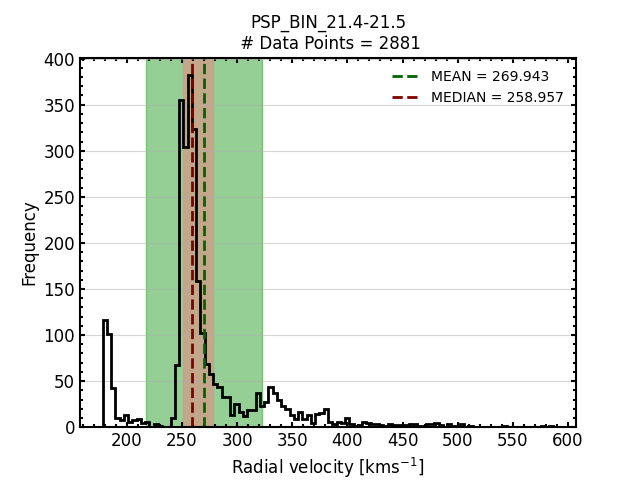 PSP_BIN_21.4-21.5
# Data Points = 2881
MEAN = 269.943
MEDIAN = 258.957
400
350
300
250
200
150
100
50
0
Frequency
200 250 300 350 400 450 500 550 600
Radial velocity [kms⁻¹]